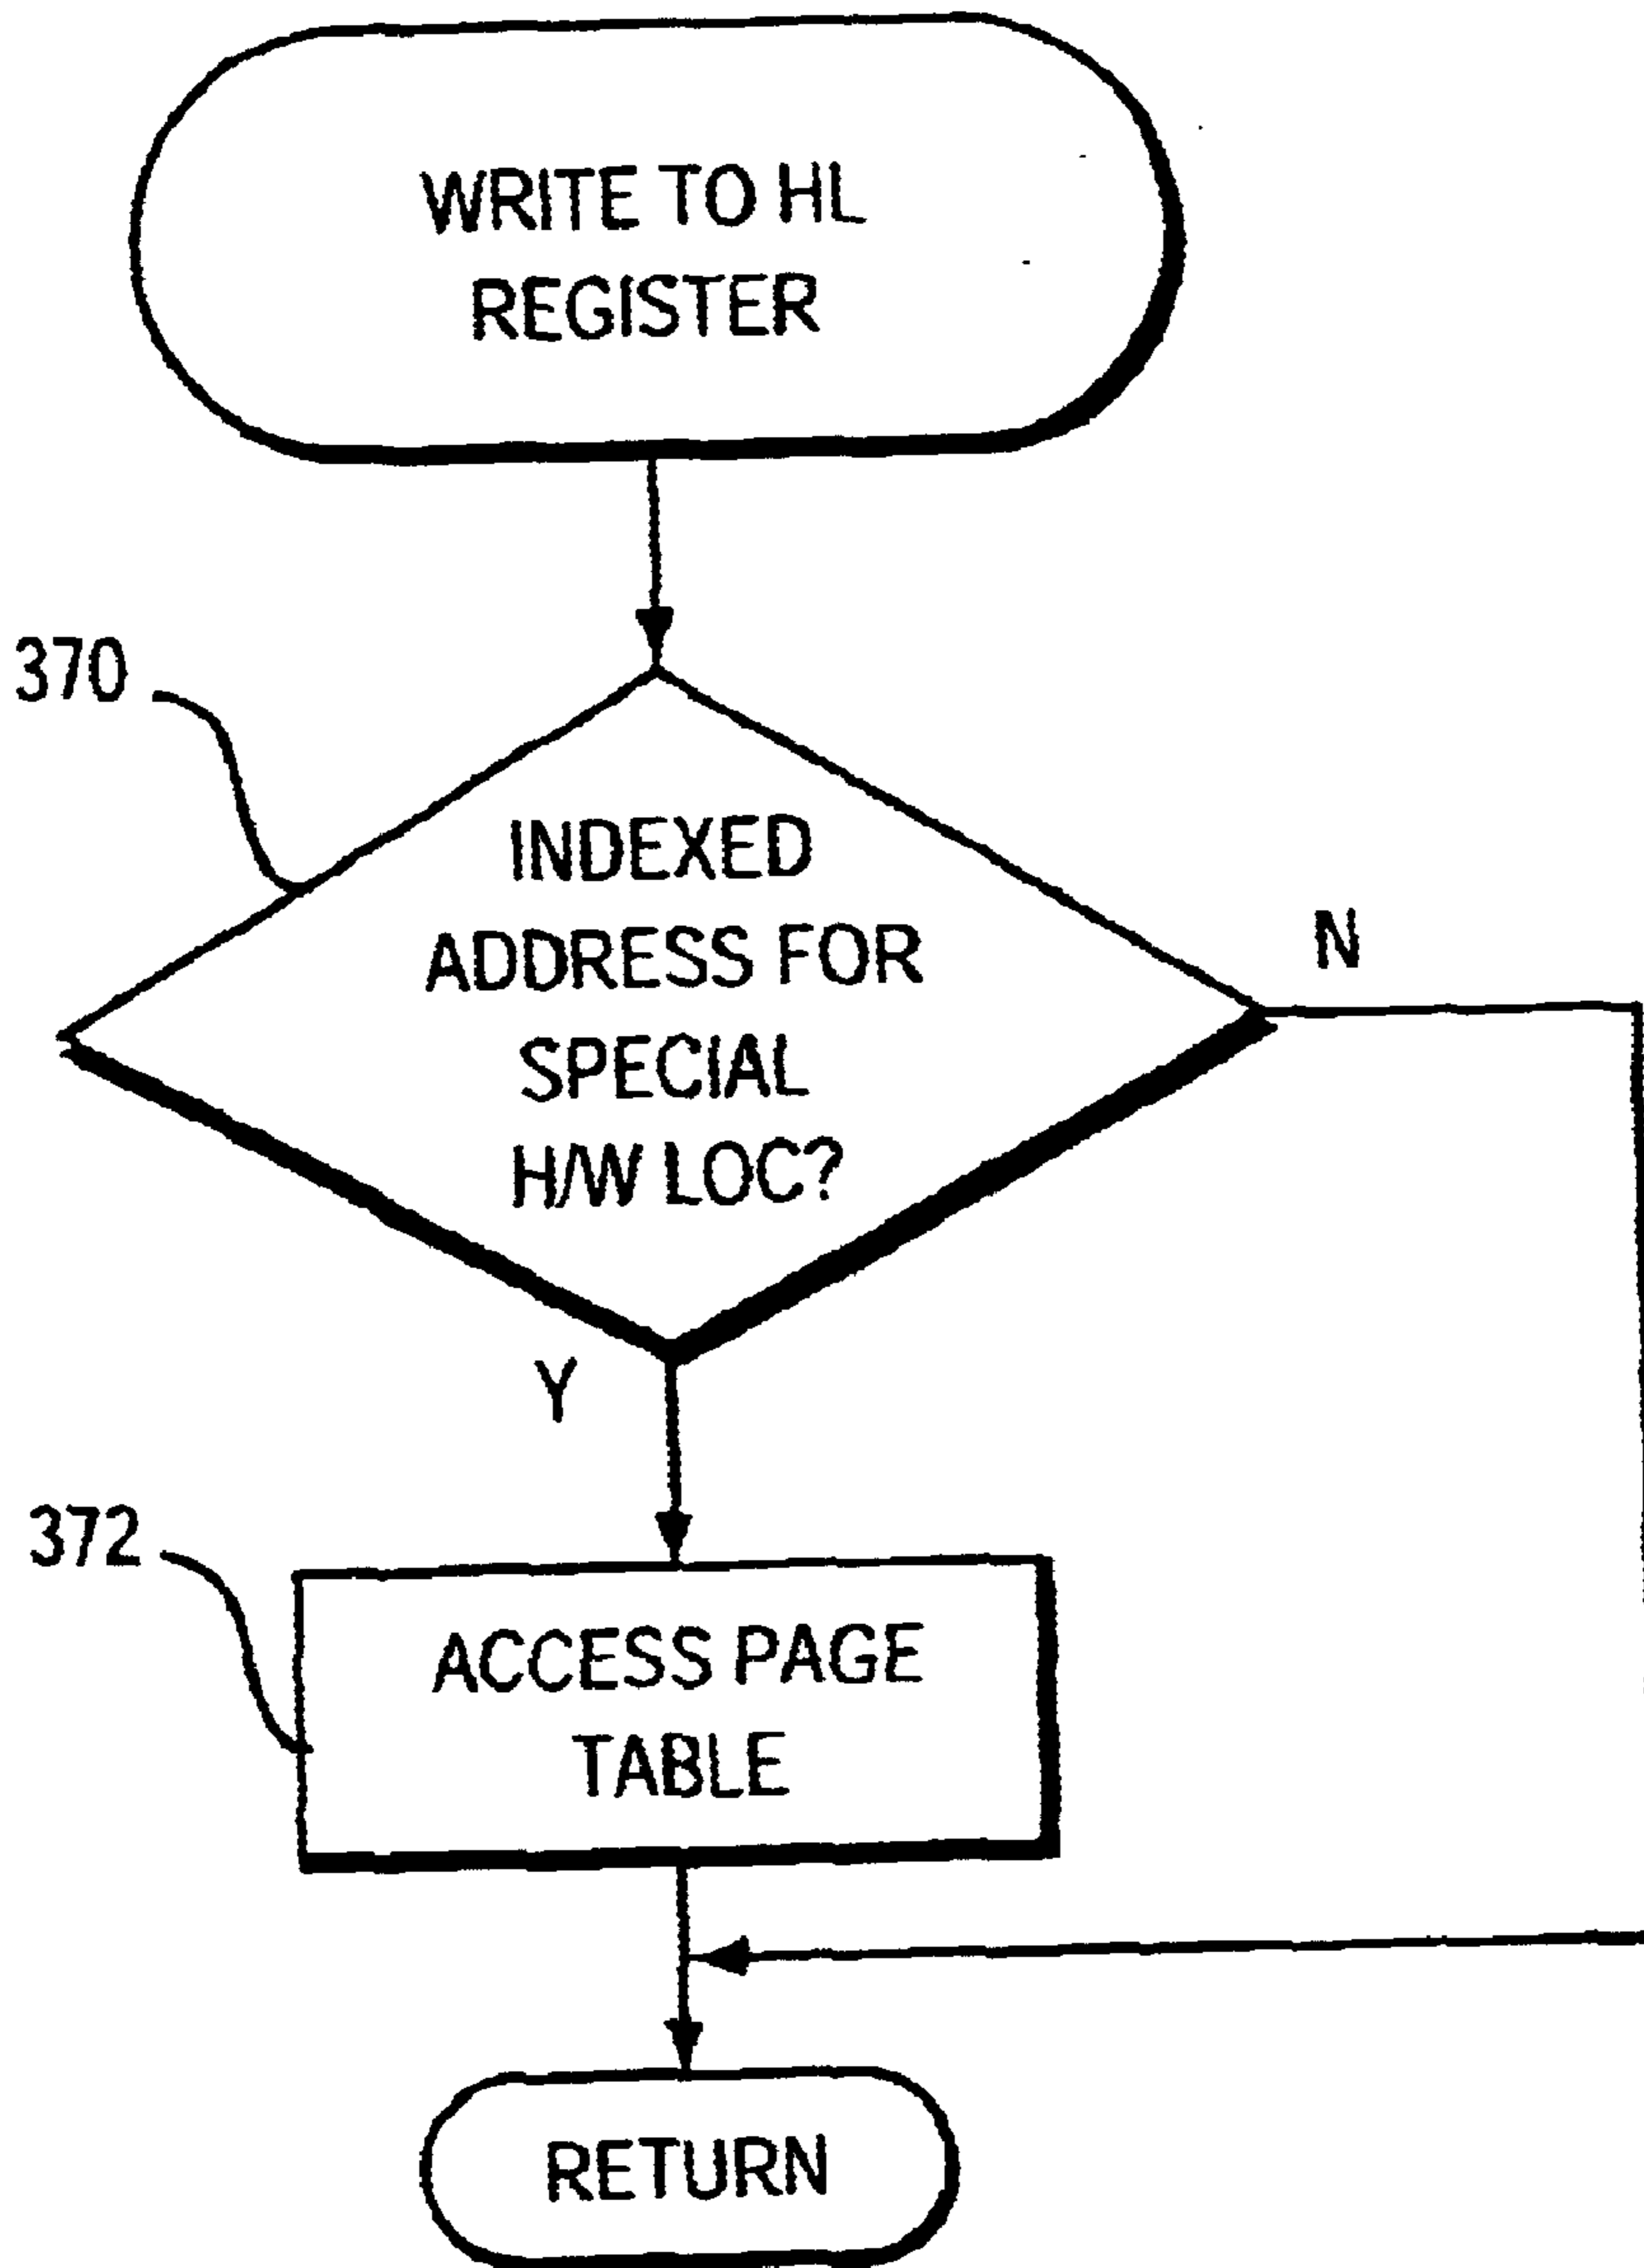 WRITE TO HL
REGISTER
370
INDEXED
ADDRESS FOR
SPECIAL
H/W LOC?
N
Y
372
ACCESS PAGE
TABLE
RETURN